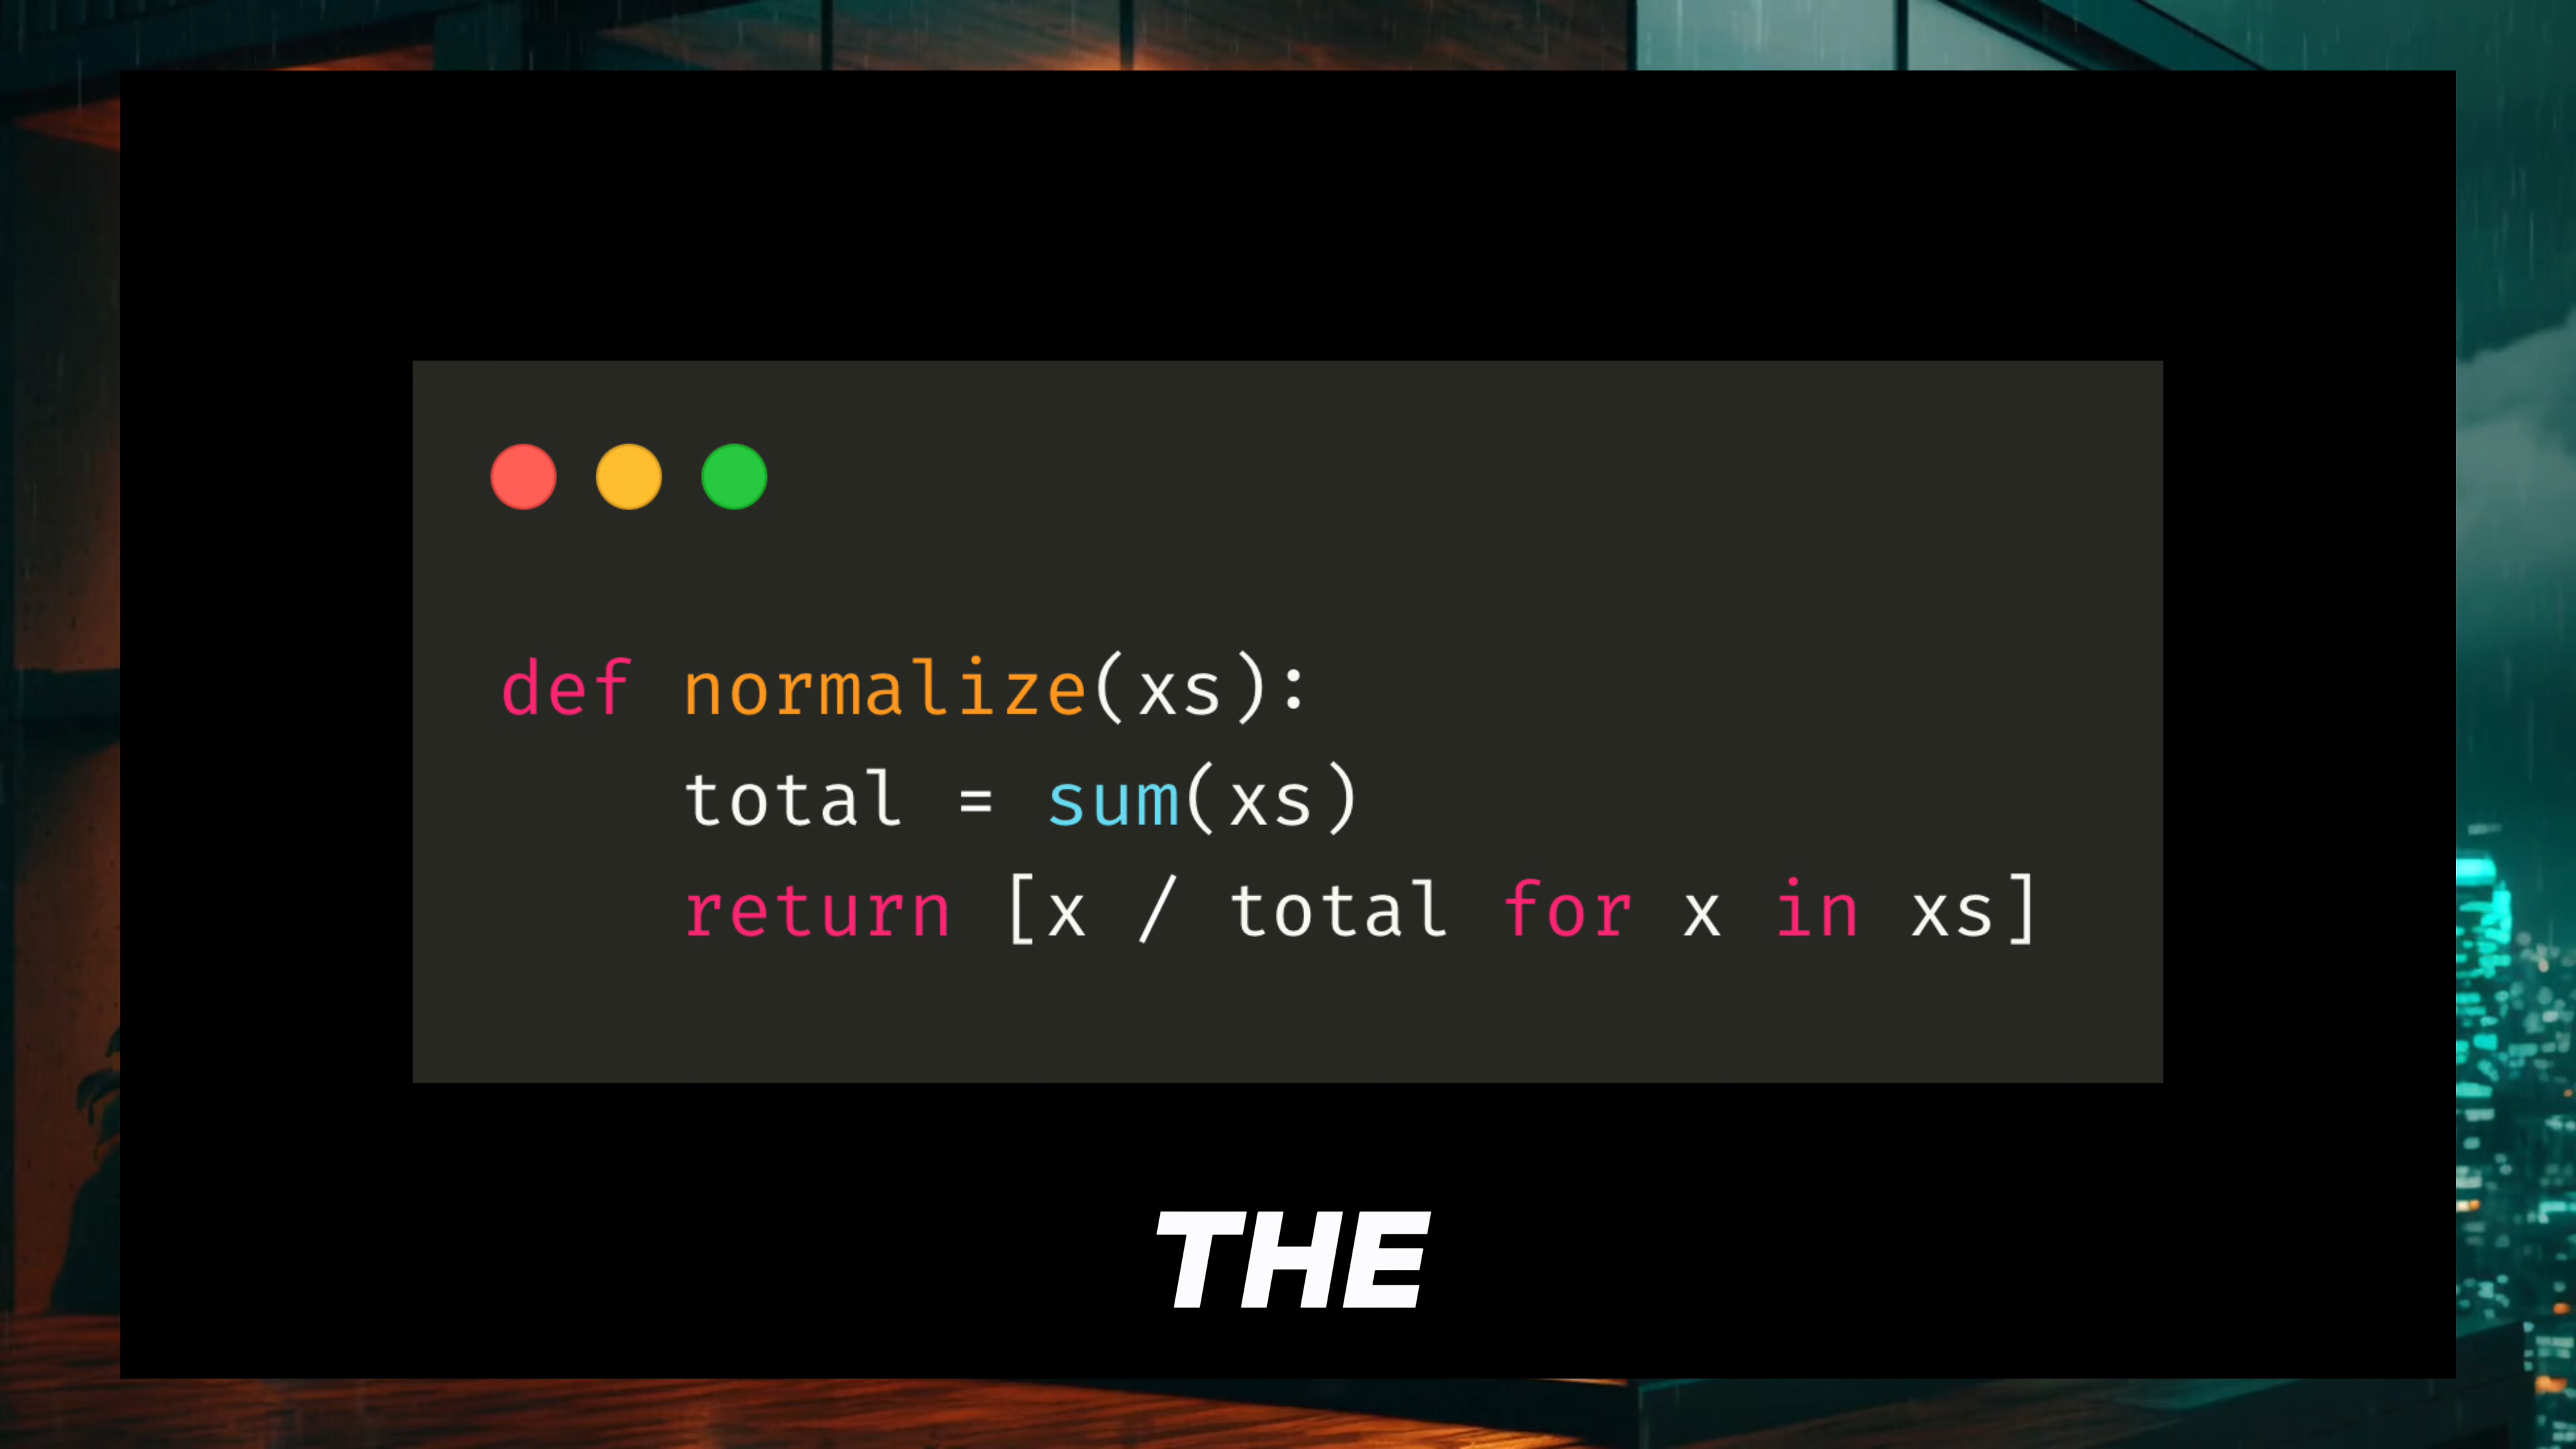 def normalize(xs):
    total = sum(xs)
    return [x / total for x in xs]
THE